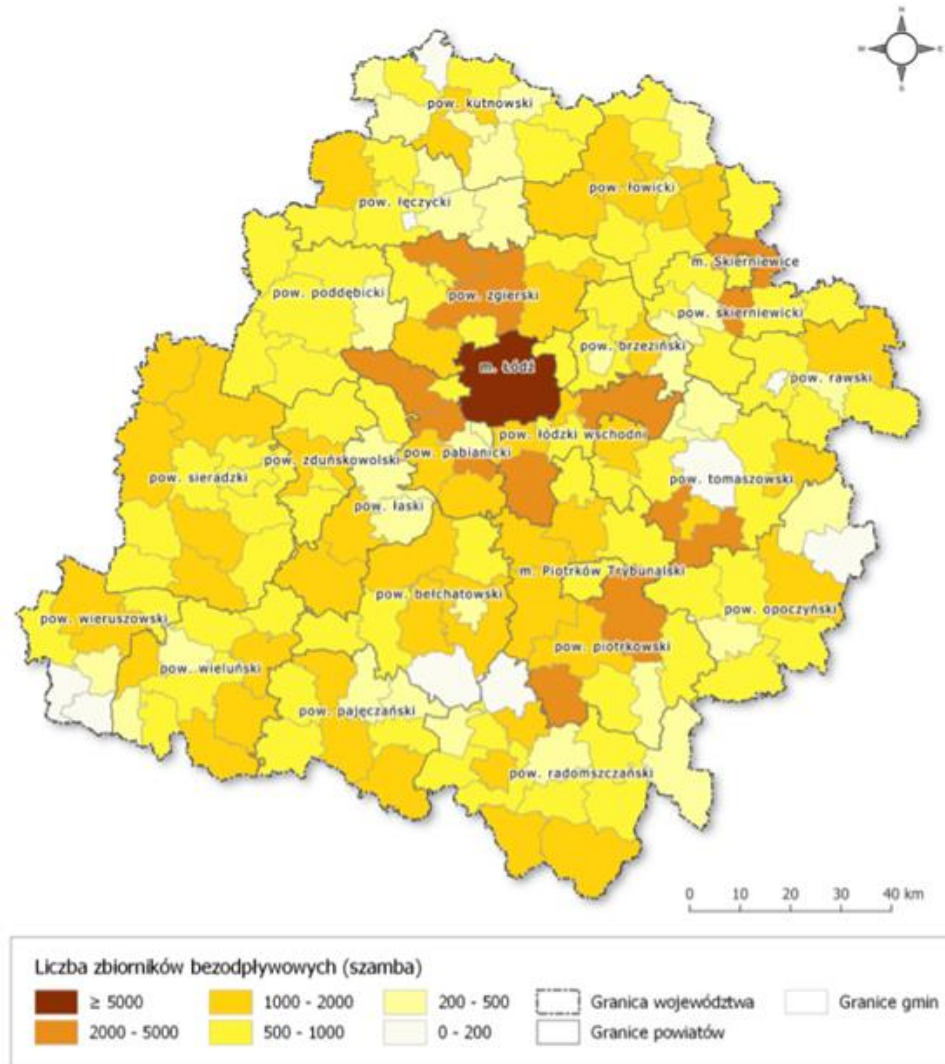 N
W E
S
pow. kutnowski
pow. łowicki
pow. łęczycki
m. Skierniewice
pow. poddębicki
pow. zgierski
pow. skierniewicki
pow. brzeziński
m. Łódź
pow. rawski
pow. łódzki wschodni
pow. pabianicki
pow. zduńskowolski
pow. sieradzki
pow. tomaszowski
pow. łaski
m. Piotrków Trybunalski
pow. bełchatowski
pow. opoczyński
pow. wieruszowski
pow. piotrkowski
pow. wieluński
pow. pajęczański
pow. radomszczański
0 10 20 30 40 km
Liczba zbiorników bezodpływowych (szamba)
≥ 5000 1000 - 2000 200 - 500 Granica województwa Granice gmin
2000 - 5000 500 - 1000 0 - 200 Granice powiatów